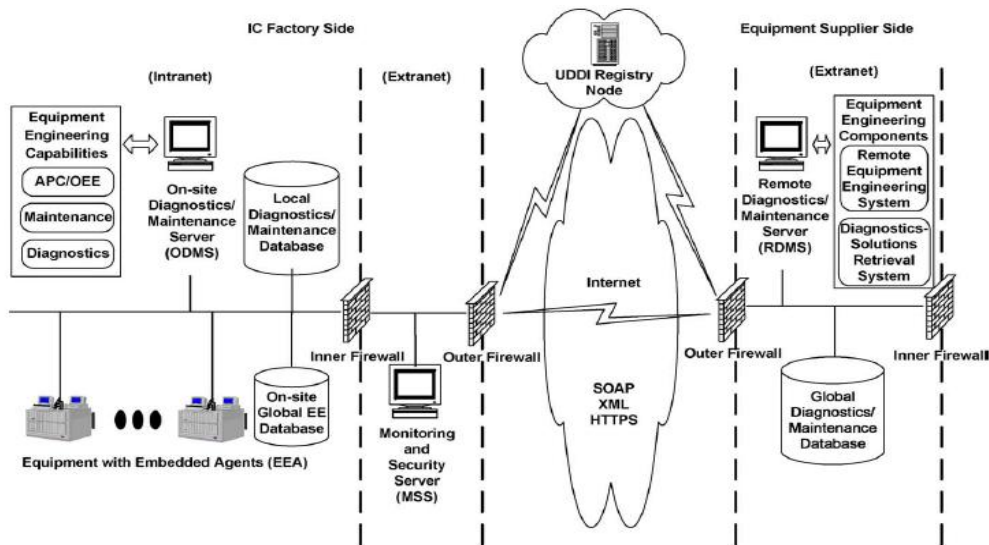 IC Factory Side
Equipment Supplier Side
(Intranet)
(Extranet)
UDDI Registry
Node
(Extranet)
Equipment
Engineering
Capabilities
APC/OEE
Maintenance
Diagnostics
On-site
Diagnostics/
Maintenance
Server
(ODMS)
Local
Diagnostics/
Maintenance
Database
Remote
Diagnostics/
Maintenance
Server
(RDMS)
Equipment
Engineering
Components
Remote
Equipment
Engineering
System
Diagnostics-
Solutions
Retrieval
System
Internet
Inner Firewall
Outer Firewall
Outer Firewall
Inner Firewall
On-site
Global EE
Database
Monitoring
and
Security
Server
(MSS)
SOAP
XML
HTTPS
Global
Diagnostics/
Maintenance
Database
Equipment with Embedded Agents (EEA)